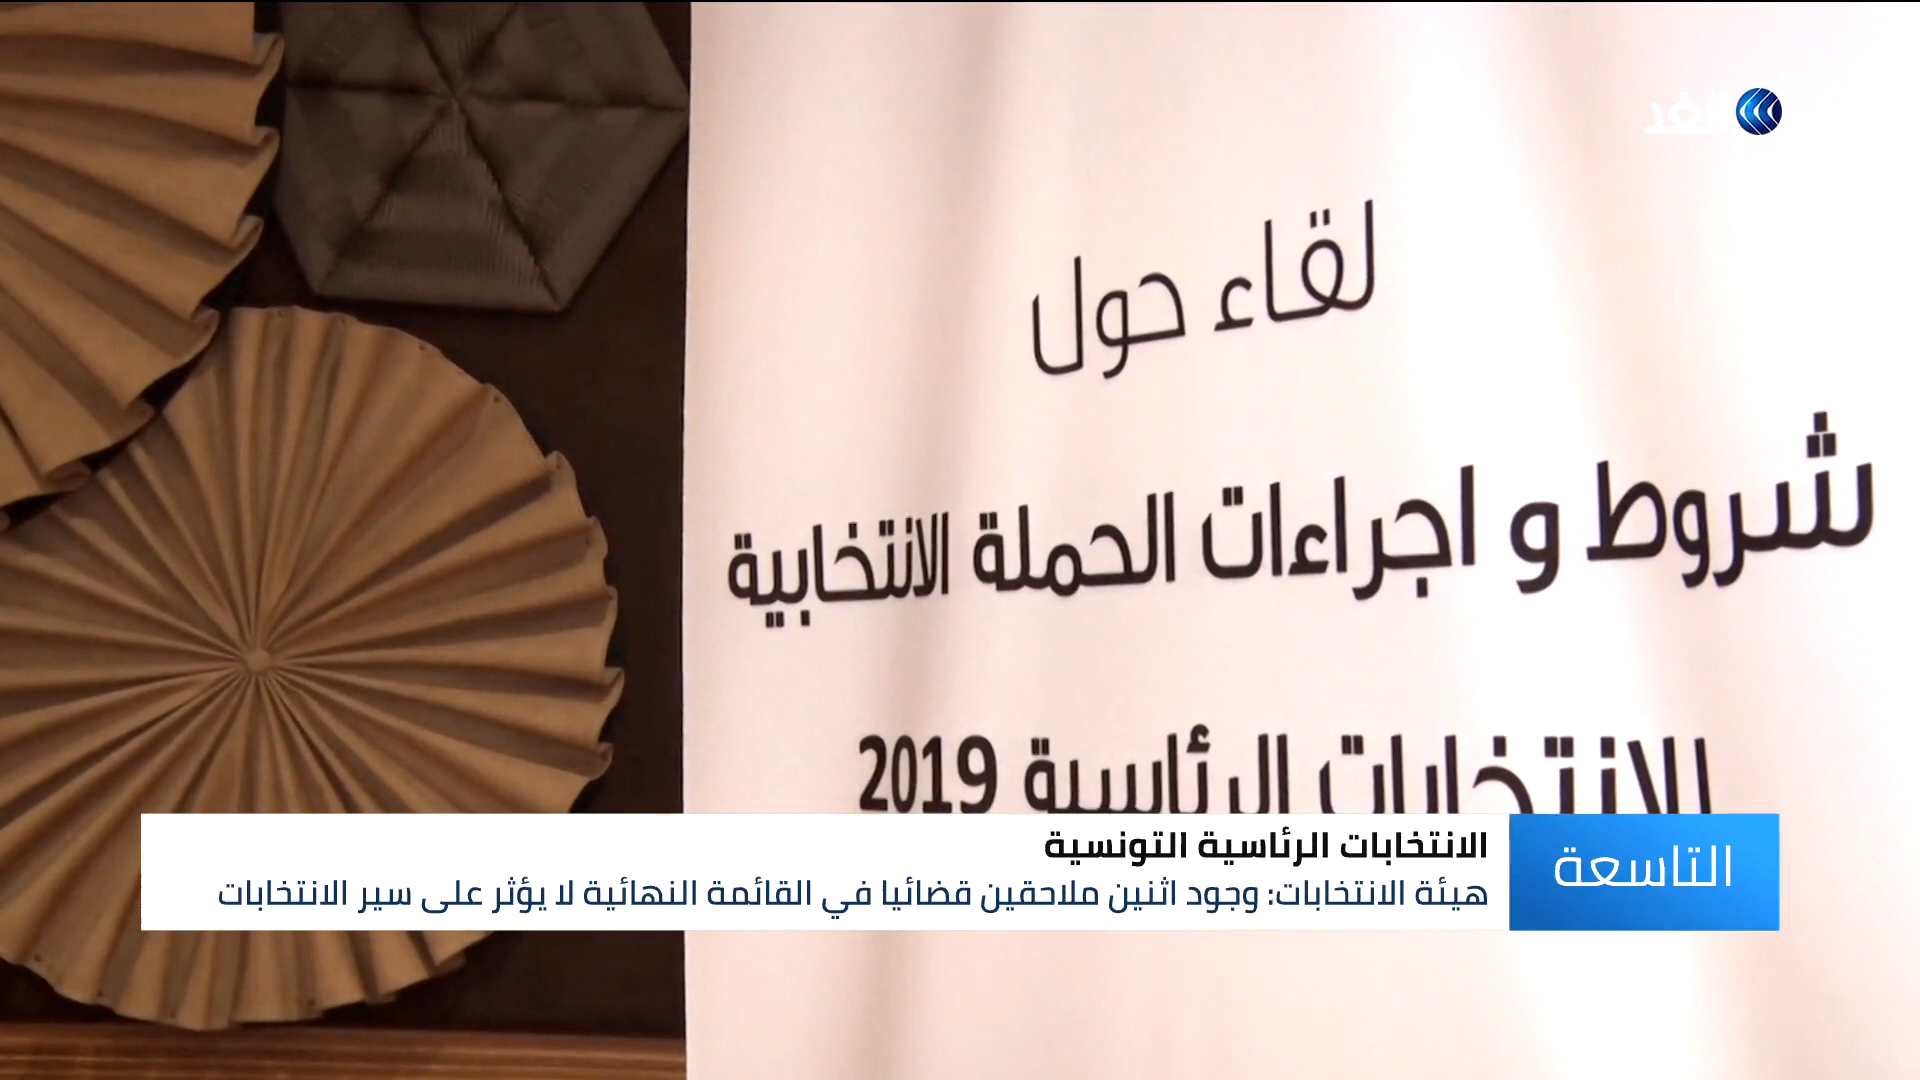 الغد
لقاء حول
شروط و اجراءات الحملة الانتخابية
للانتخابات الرئاسية 2019
التاسعة
الانتخابات الرئاسية التونسية
هيئة الانتخابات: وجود اثنين ملاحقين قضائيا في القائمة النهائية لا يؤثر على سير الانتخابات